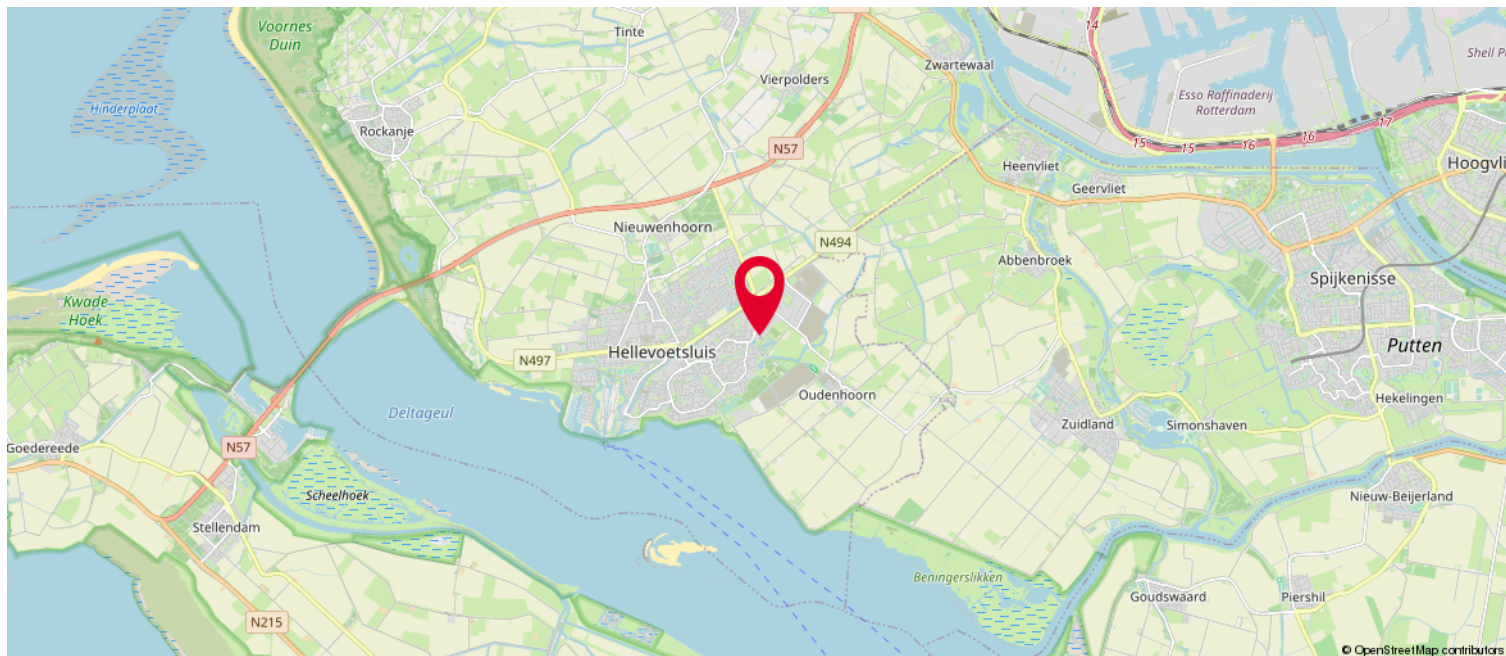 Voornes
Duin
Tinte
14
Zwartewaal
Shell P
Vierpolders
Hinderplaat
Esso Raffinaderij
Rotterdam
Rockanje
N57
15
15
16
16
17
Heenvliet
Hoogvli
Geervliet
Nieuwenhoorn
N494
Abbenbroek
Spijkenisse
Kwade
Hoek
Hellevoetsluis
N497
Putten
Oudenhoorn
Hekelingen
Deltageul
Zuidland
Simonshaven
Goedereede
N57
Scheelhoek
Nieuw-Beijerland
Stellendam
Beningerslikken
Goudswaard
Piershil
N215
© OpenStreetMap contributors